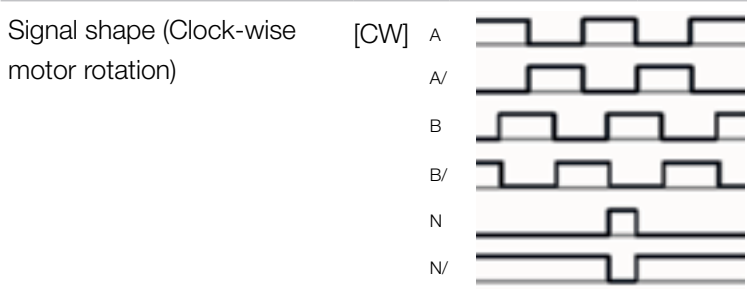 Signal shape (Clock-wise
motor rotation)
[CW]
A
A/
B
B/
N
N/